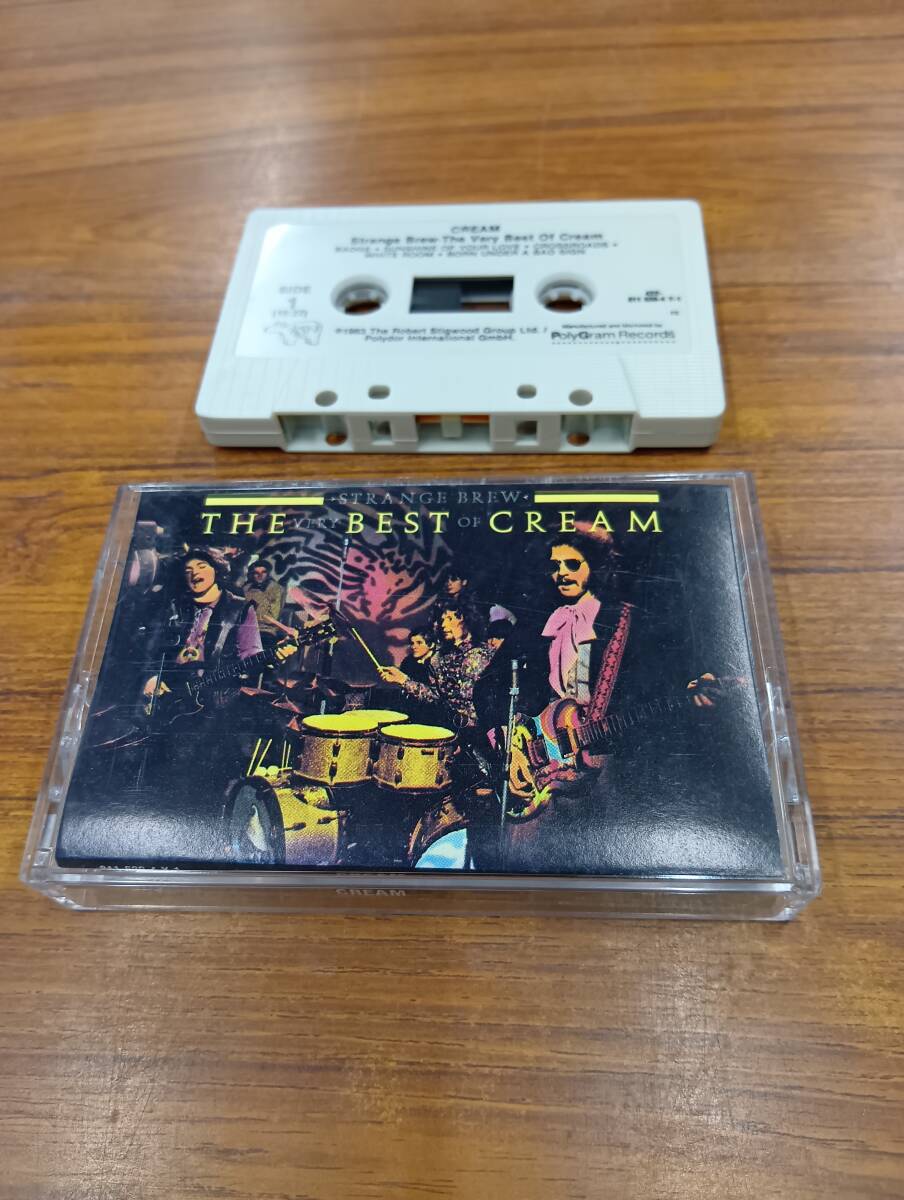 CREAM
Strange Brew-The Very Best Of Cream
BADGE • SUNSHINE OF YOUR LOVE • CROSSROADS •
WHITE ROOM • BORN UNDER A BAD SIGN
SIDE
1
℗1983 The Robert Stigwood Group Ltd. /
Polydor International GmbH.
Manufactured and Marketed by
PolyGram Records
•STRANGE BREW•
THE VERY BEST OF CREAM
CREAM